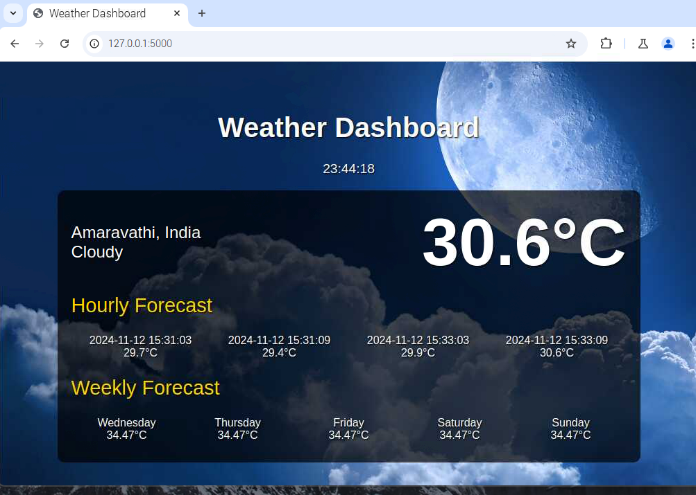 Weather Dashboard
127.0.0.1:5000
Weather Dashboard
23:44:18
Amaravathi, India
Cloudy
30.6°C
Hourly Forecast
2024-11-12 15:31:03 2024-11-12 15:31:09 2024-11-12 15:33:03 2024-11-12 15:33:09
29.7°C 29.4°C 29.9°C 30.6°C
Weekly Forecast
Wednesday Thursday Friday Saturday Sunday
34.47°C 34.47°C 34.47°C 34.47°C 34.47°C